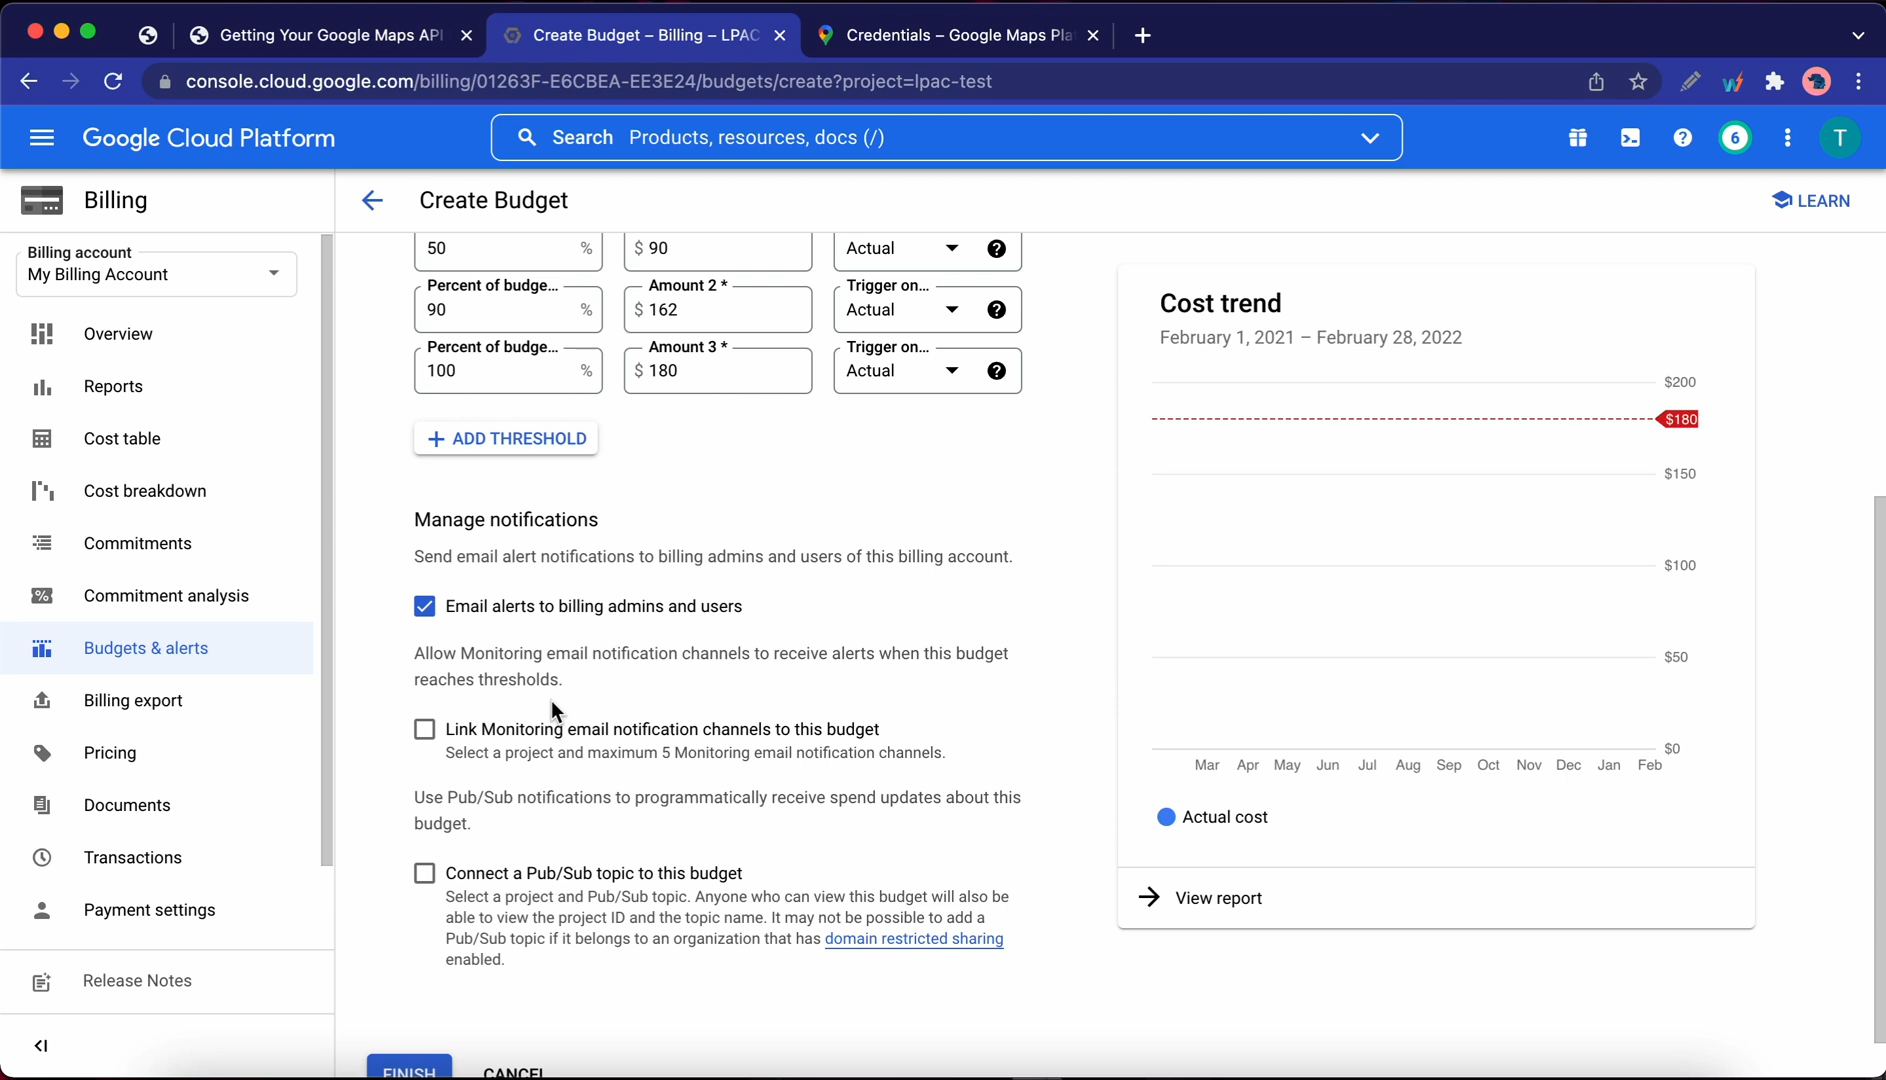 Getting Your Google Maps API
Create Budget – Billing – LPAC
Credentials – Google Maps Pla
console.cloud.google.com/billing/01263F-E6CBEA-EE3E24/budgets/create?project=lpac-test
Google Cloud Platform
Search Products, resources, docs (/)
6
T
Billing
Create Budget
LEARN
Billing account
My Billing Account
Overview
Reports
Cost table
Cost breakdown
Commitments
Commitment analysis
Budgets & alerts
Billing export
Pricing
Documents
Transactions
Payment settings
Release Notes
50 % $ 90 Actual
Percent of budge... Amount 2 * Trigger on...
90 % $ 162 Actual
Percent of budge... Amount 3 * Trigger on...
100 % $ 180 Actual
+ ADD THRESHOLD
Manage notifications
Send email alert notifications to billing admins and users of this billing account.
Email alerts to billing admins and users
Allow Monitoring email notification channels to receive alerts when this budget
reaches thresholds.
Link Monitoring email notification channels to this budget
Select a project and maximum 5 Monitoring email notification channels.
Use Pub/Sub notifications to programmatically receive spend updates about this
budget.
Connect a Pub/Sub topic to this budget
Select a project and Pub/Sub topic. Anyone who can view this budget will also be
able to view the project ID and the topic name. It may not be possible to add a
Pub/Sub topic if it belongs to an organization that has domain restricted sharing
enabled.
FINISH CANCEL
Cost trend
February 1, 2021 – February 28, 2022
$200
$180
$150
$100
$50
$0
Mar Apr May Jun Jul Aug Sep Oct Nov Dec Jan Feb
Actual cost
View report